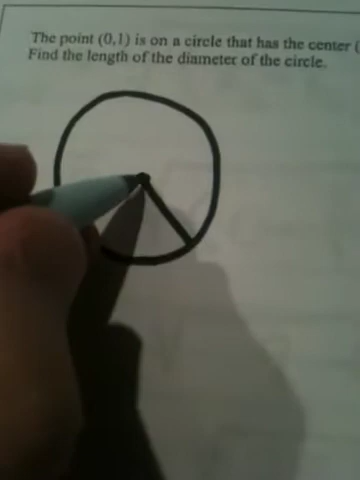 The point (0,1) is on a circle that has the center (
Find the length of the diameter of the circle.